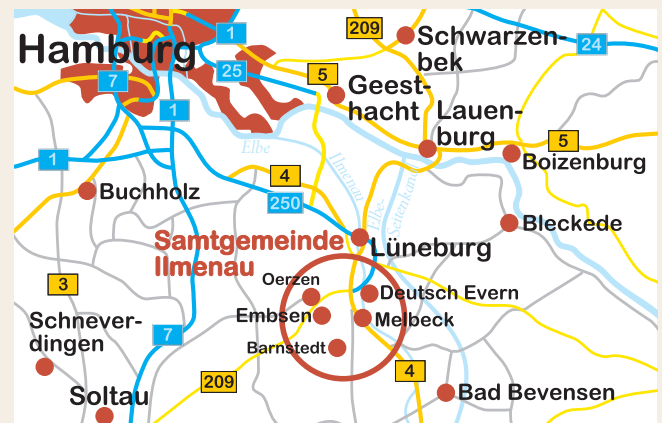 209
1
Schwarzen-
bek
24
Hamburg
25
5
7
Geest-
hacht
1
Lauen-
burg
5
Elbe
Ilmenau
Boizenburg
1
4
Elbe-
Seitenkanal
Buchholz
250
Bleckede
Samtgemeinde
Ilmenau
Lüneburg
Oerzen
3
Deutsch Evern
Embsen
Melbeck
Schnever-
dingen
7
Barnstedt
209
4
Soltau
Bad Bevensen